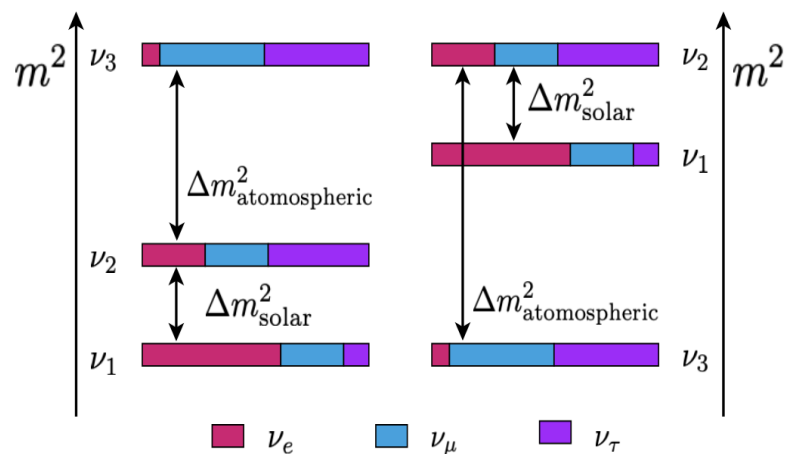 m²
ν₃
Δm²atomospheric
ν₂
Δm²solar
ν₁
ν₂
m²
Δm²solar
ν₁
Δm²atomospheric
ν₃
νₑ
ν_μ
ν_τ